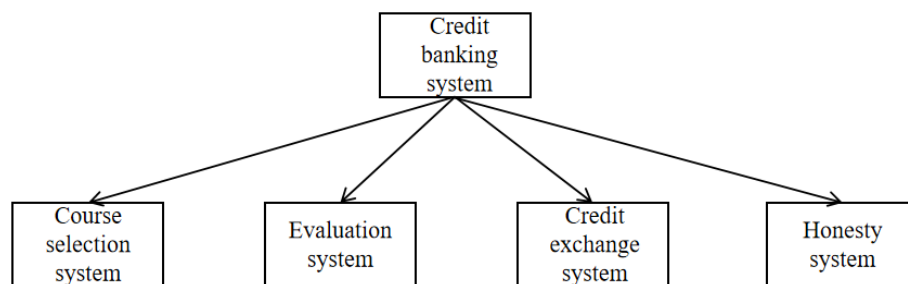 Credit
banking
system
Course
selection
system
Evaluation
system
Credit
exchange
system
Honesty
system